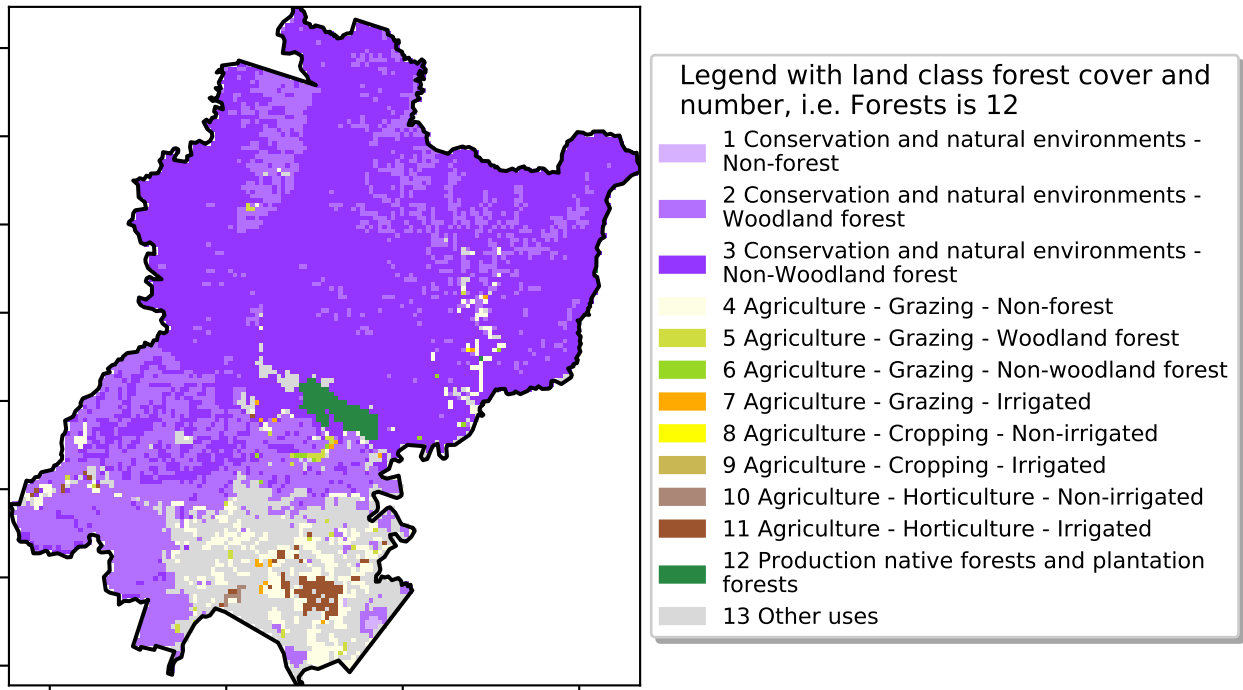 Legend with land class forest cover and
number, i.e. Forests is 12
1 Conservation and natural environments -
Non-forest
2 Conservation and natural environments -
Woodland forest
3 Conservation and natural environments -
Non-Woodland forest
4 Agriculture - Grazing - Non-forest
5 Agriculture - Grazing - Woodland forest
6 Agriculture - Grazing - Non-woodland forest
7 Agriculture - Grazing - Irrigated
8 Agriculture - Cropping - Non-irrigated
9 Agriculture - Cropping - Irrigated
10 Agriculture - Horticulture - Non-irrigated
11 Agriculture - Horticulture - Irrigated
12 Production native forests and plantation
forests
13 Other uses